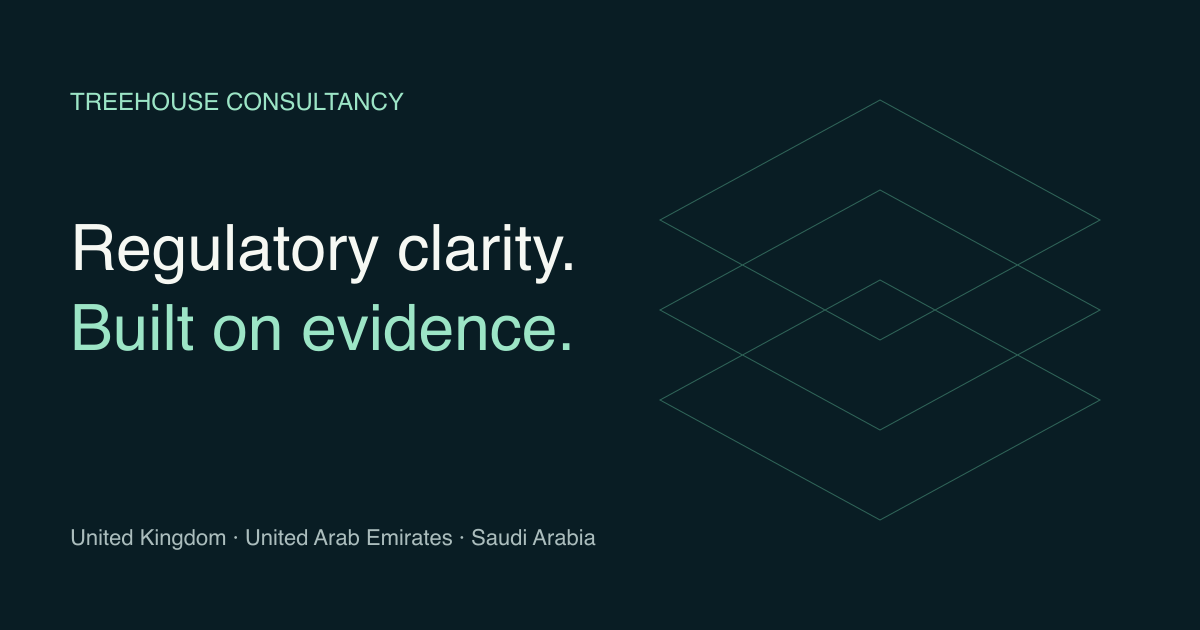 TREEHOUSE CONSULTANCY
Regulatory clarity.
Built on evidence.
United Kingdom · United Arab Emirates · Saudi Arabia